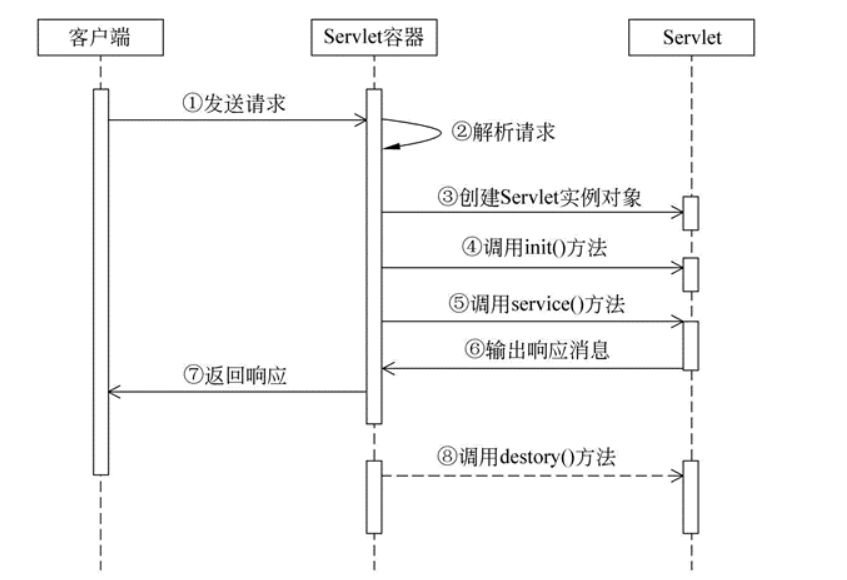 客户端
Servlet容器
Servlet
①发送请求
②解析请求
③创建Servlet实例对象
④调用init()方法
⑤调用service()方法
⑥输出响应消息
⑦返回响应
⑧调用destory()方法